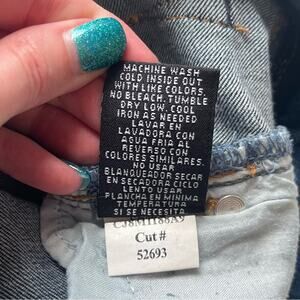 MACHINE WASH
COLD INSIDE OUT
WITH LIKE COLORS.
NO BLEACH. TUMBLE
DRY LOW. COOL
IRON AS NEEDED
LAVAR EN
LAVADORA CON
AGUA FRIA AL
REVERSO CON
COLORES SIMILARES.
NO USAR
BLANQUEADOR SECAR
EN SECADORA CICLO
LENTO USAR
PLANCHA EN MINIMA
TEMPERATURA
SI SE NECESITA
Cut #
52693